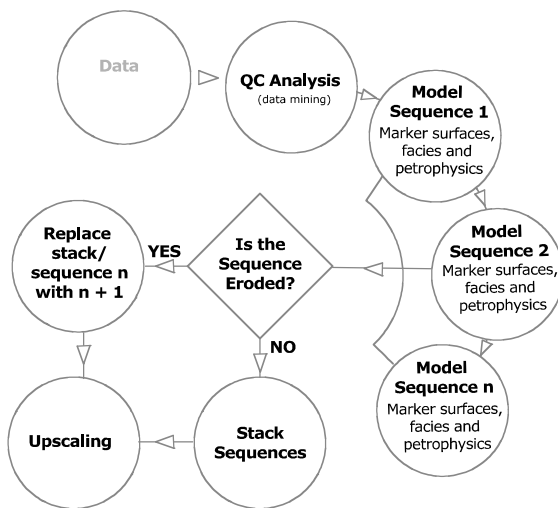 Data
QC Analysis
(data mining)
Model
Sequence 1
Marker surfaces,
facies and
petrophysics
Model
Sequence 2
Marker surfaces,
facies and
petrophysics
Model
Sequence n
Marker surfaces,
facies and
petrophysics
Is the
Sequence
Eroded?
YES
Replace
stack/
sequence n
with n + 1
NO
Stack
Sequences
Upscaling